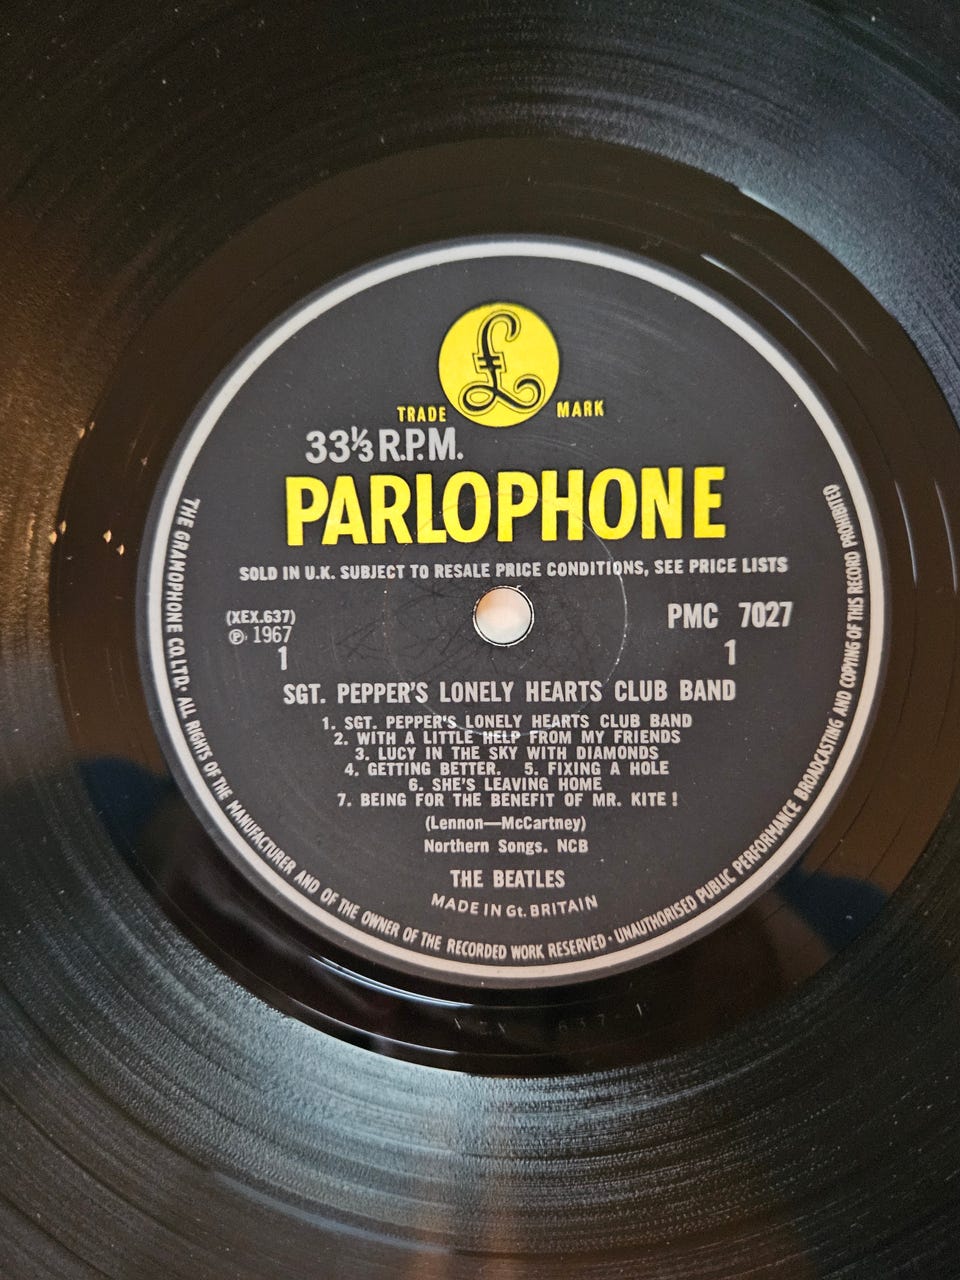 £
TRADE MARK
33⅓ R.P.M.
PARLOPHONE
SOLD IN U.K. SUBJECT TO RESALE PRICE CONDITIONS, SEE PRICE LISTS
(XEX.637)
℗ 1967
1
PMC 7027
1
SGT. PEPPER'S LONELY HEARTS CLUB BAND
1. SGT. PEPPER'S LONELY HEARTS CLUB BAND
2. WITH A LITTLE HELP FROM MY FRIENDS
3. LUCY IN THE SKY WITH DIAMONDS
4. GETTING BETTER. 5. FIXING A HOLE
6. SHE'S LEAVING HOME
7. BEING FOR THE BENEFIT OF MR. KITE!
(Lennon—McCartney)
Northern Songs. NCB
THE BEATLES
MADE IN Gt. BRITAIN
THE GRAMOPHONE CO. LTD. · ALL RIGHTS OF THE MANUFACTURER AND OF THE OWNER OF THE RECORDED WORK RESERVED · UNAUTHORISED PUBLIC PERFORMANCE BROADCASTING AND COPYING OF THIS RECORD PROHIBITED
XEX 637-1